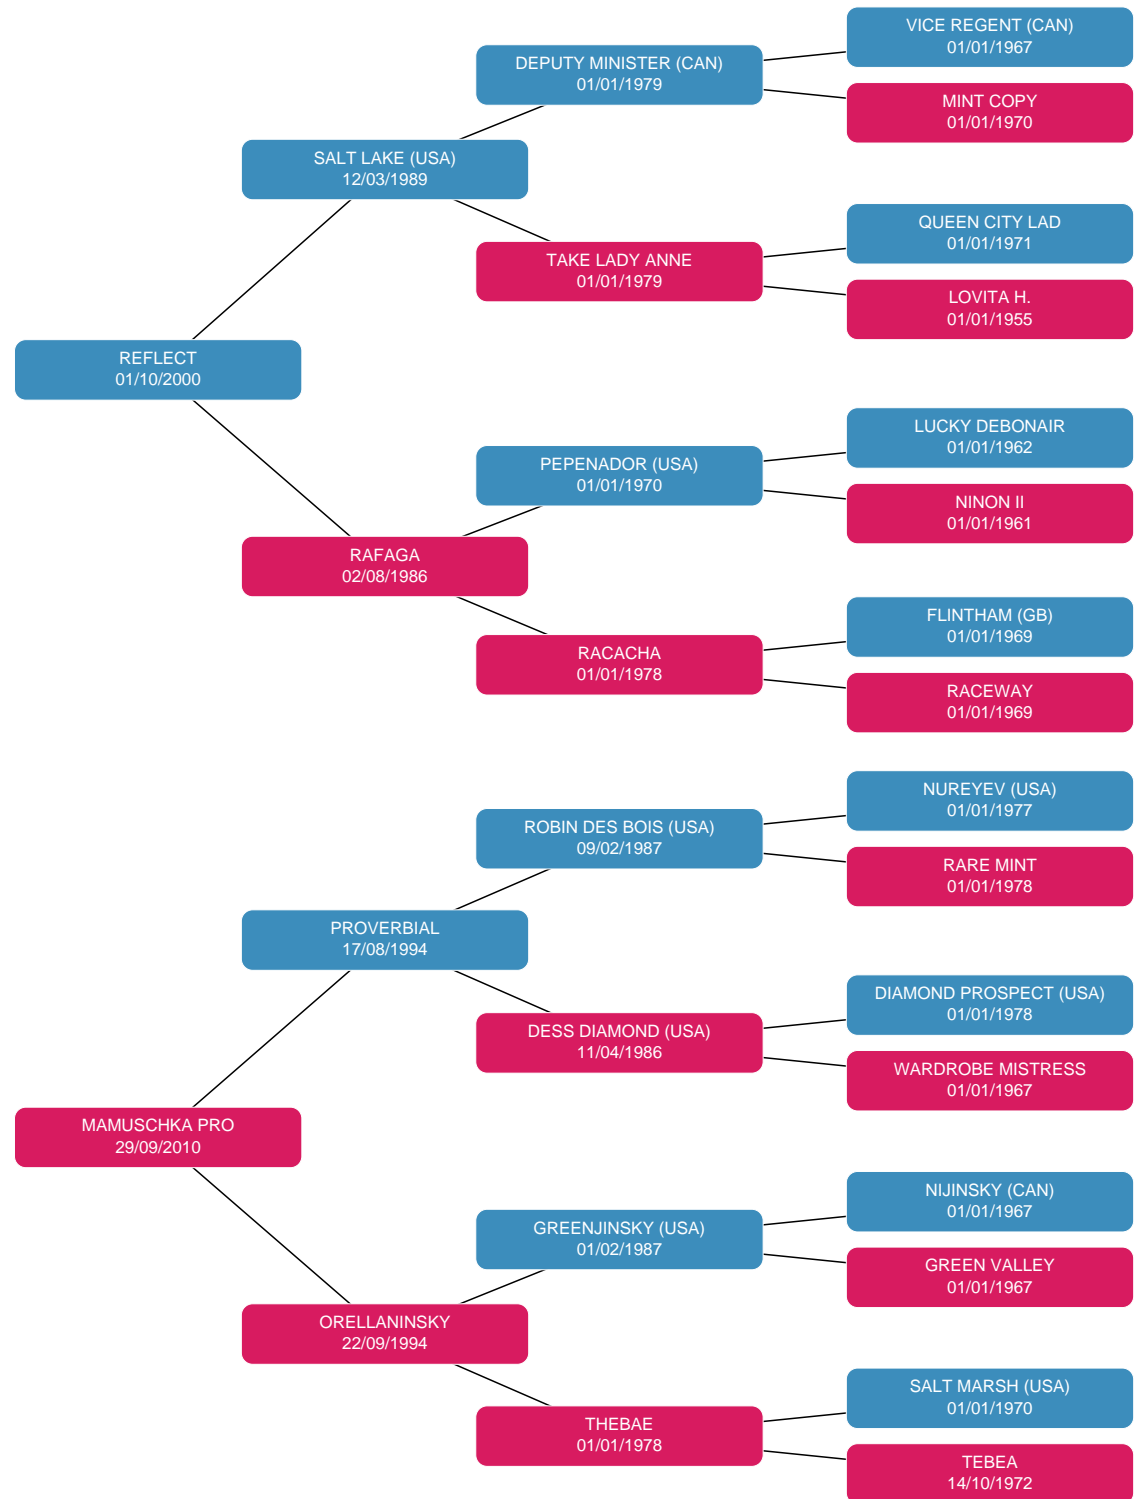 VICE REGENT (CAN)
01/01/1967
DEPUTY MINISTER (CAN)
01/01/1979
MINT COPY
01/01/1970
SALT LAKE (USA)
12/03/1989
QUEEN CITY LAD
01/01/1971
TAKE LADY ANNE
01/01/1979
LOVITA H.
01/01/1955
REFLECT
01/10/2000
LUCKY DEBONAIR
01/01/1962
PEPENADOR (USA)
01/01/1970
NINON II
01/01/1961
RAFAGA
02/08/1986
FLINTHAM (GB)
01/01/1969
RACACHA
01/01/1978
RACEWAY
01/01/1969
NUREYEV (USA)
01/01/1977
ROBIN DES BOIS (USA)
09/02/1987
RARE MINT
01/01/1978
PROVERBIAL
17/08/1994
DIAMOND PROSPECT (USA)
01/01/1978
DESS DIAMOND (USA)
11/04/1986
WARDROBE MISTRESS
01/01/1967
MAMUSCHKA PRO
29/09/2010
NIJINSKY (CAN)
01/01/1967
GREENJINSKY (USA)
01/02/1987
GREEN VALLEY
01/01/1967
ORELLANINSKY
22/09/1994
SALT MARSH (USA)
01/01/1970
THEBAE
01/01/1978
TEBEA
14/10/1972